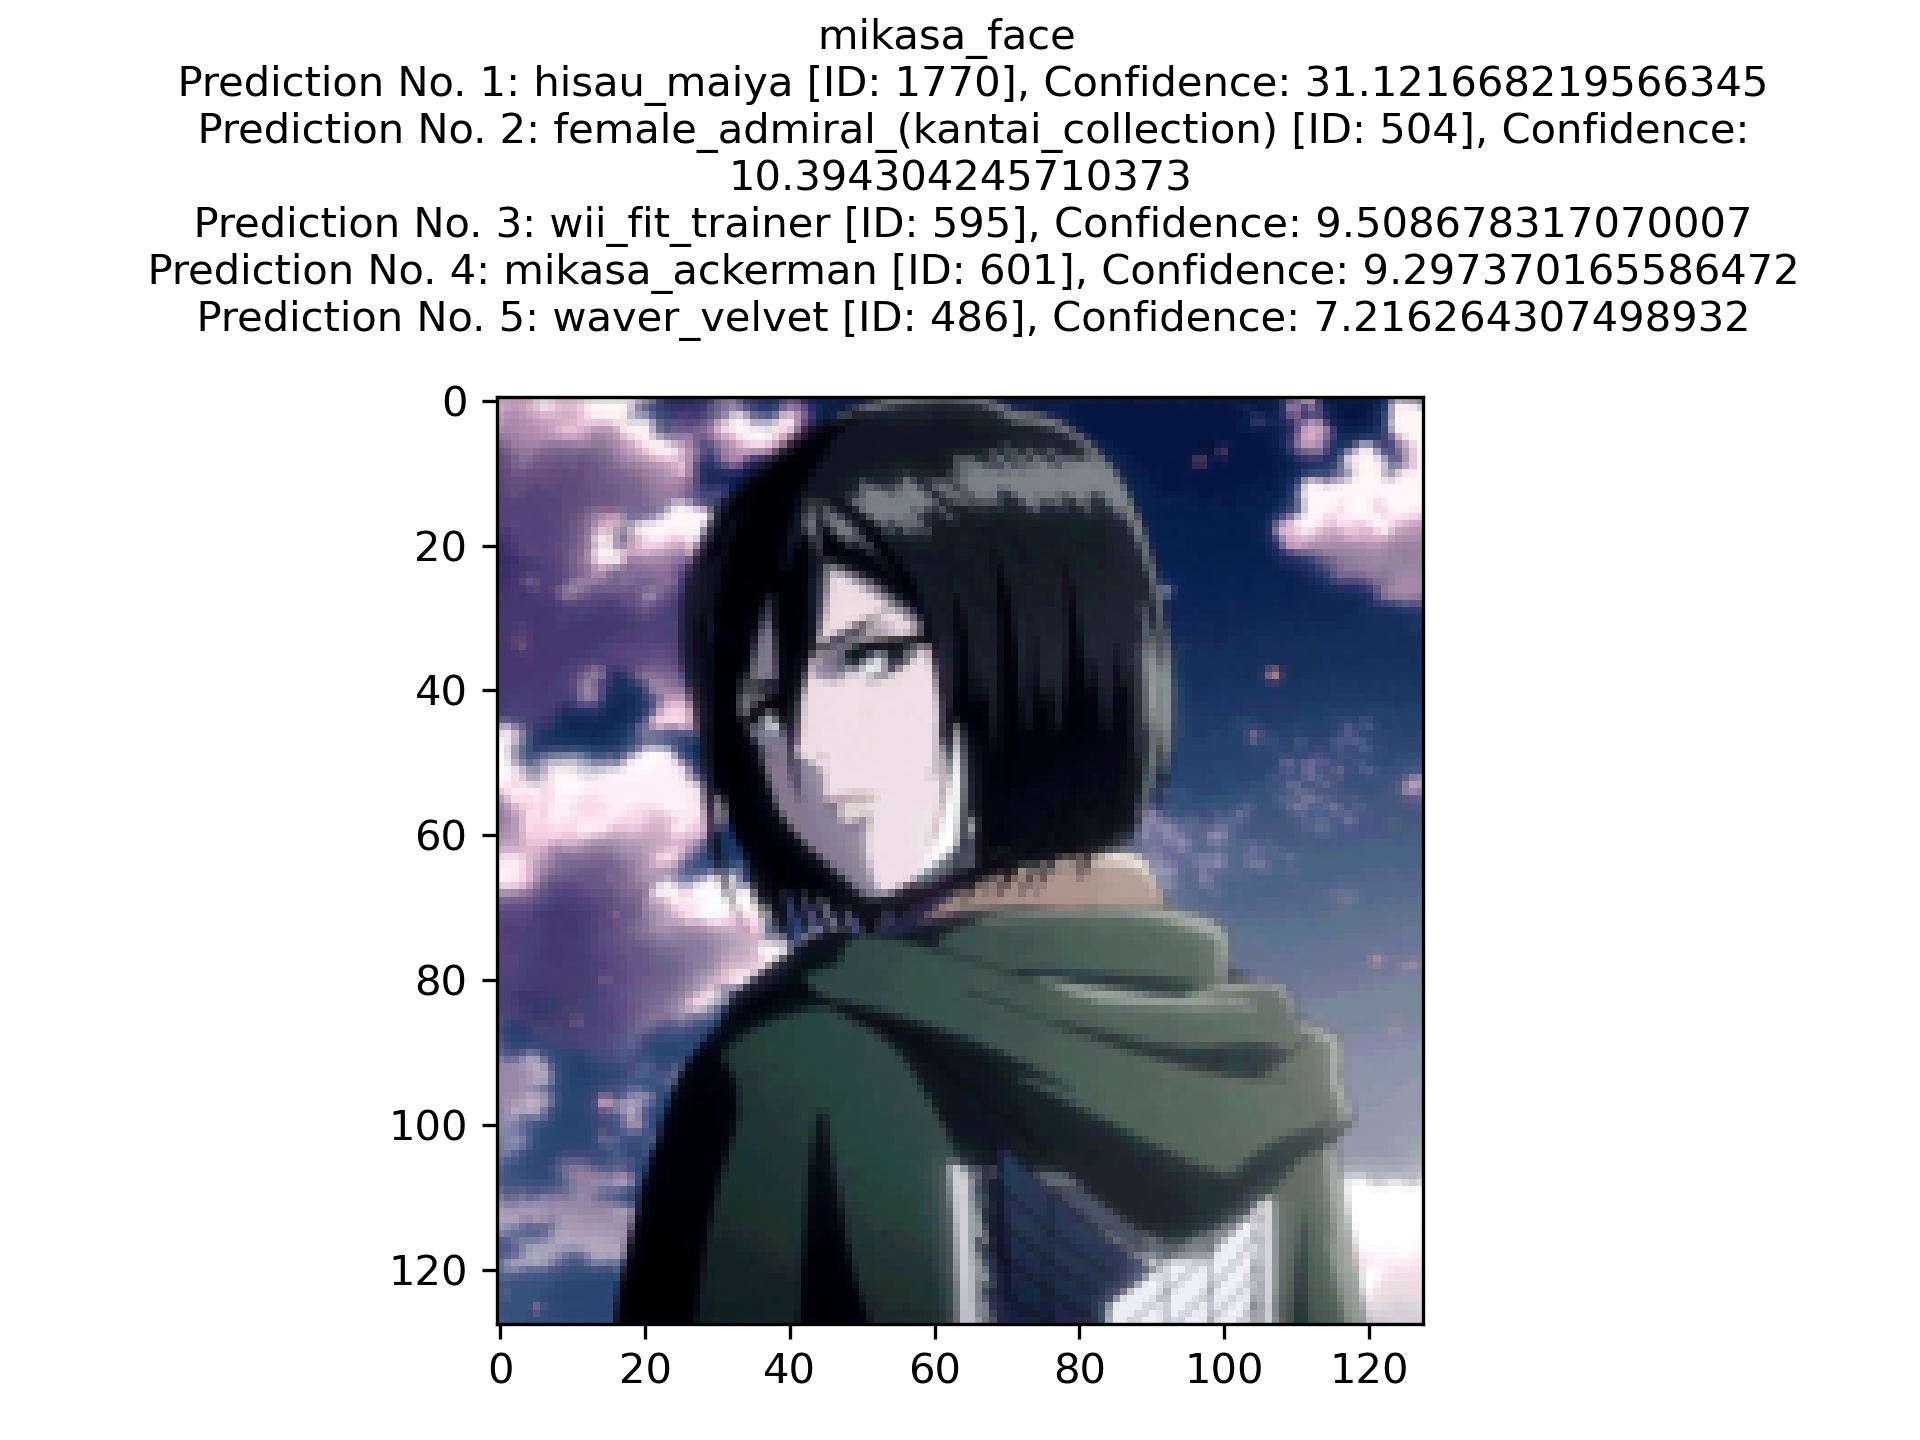 mikasa_face
Prediction No. 1: hisau_maiya [ID: 1770], Confidence: 31.121668219566345
Prediction No. 2: female_admiral_(kantai_collection) [ID: 504], Confidence:
10.394304245710373
Prediction No. 3: wii_fit_trainer [ID: 595], Confidence: 9.508678317070007
Prediction No. 4: mikasa_ackerman [ID: 601], Confidence: 9.297370165586472
Prediction No. 5: waver_velvet [ID: 486], Confidence: 7.216264307498932
0
20
40
60
80
100
120
0 20 40 60 80 100 120